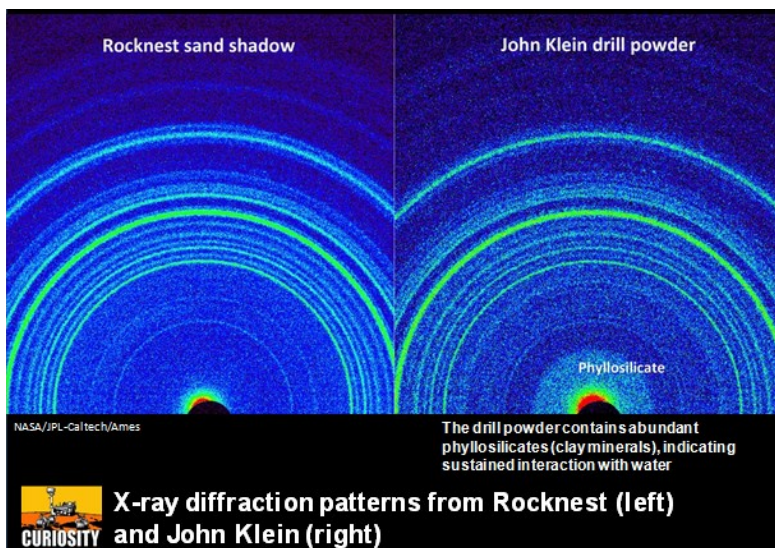 Rocknest sand shadow
John Klein drill powder
Phyllosilicate
NASA/JPL-Caltech/Ames
The drill powder contains abundant
phyllosilicates (clay minerals), indicating
sustained interaction with water
CURIOSITY
X-ray diffraction patterns from Rocknest (left)
and John Klein (right)